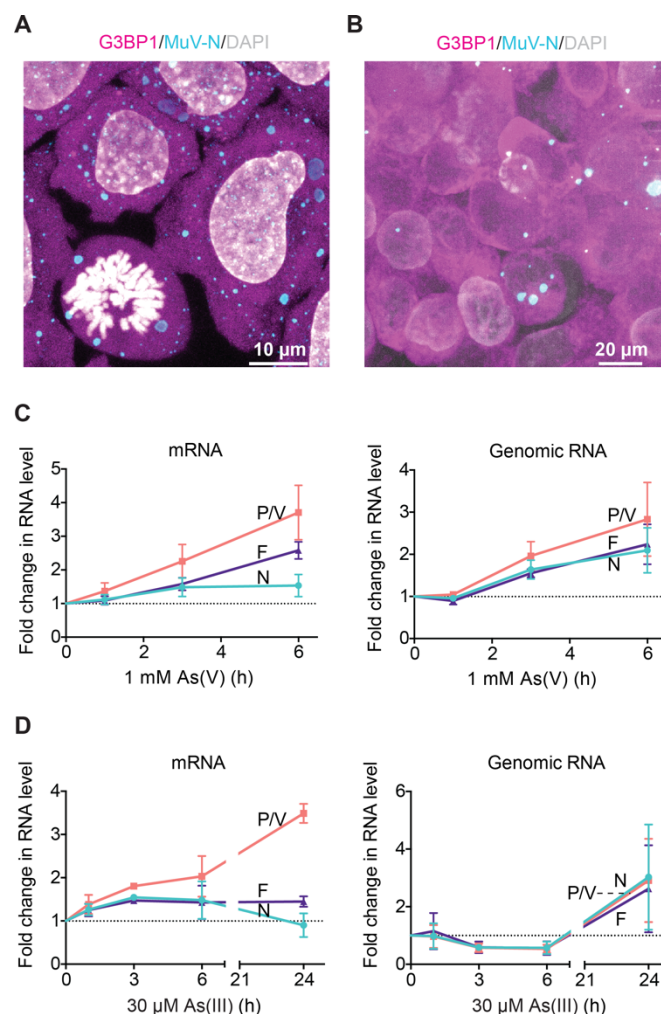 A
B
G3BP1/MuV-N/DAPI
G3BP1/MuV-N/DAPI
10 µm
20 µm
C
mRNA
Fold change in RNA level
5
4
3
2
1
0
P/V
F
N
0
2
4
6
1 mM As(V) (h)
Genomic RNA
Fold change in RNA level
4
3
2
1
0
P/V
F
N
0
2
4
6
1 mM As(V) (h)
D
mRNA
Fold change in RNA level
4
3
2
1
0
P/V
F
N
0
3
6
21
24
30 µM As(III) (h)
Genomic RNA
Fold change in RNA level
6
4
2
0
P/V
N
F
0
3
6
21
24
30 µM As(III) (h)